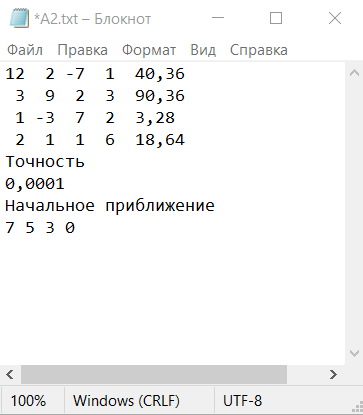 *A2.txt – Блокнот
Файл Правка Формат Вид Справка
12 2 -7 1 40,36
3 9 2 3 90,36
1 -3 7 2 3,28
2 1 1 6 18,64
Точность
0,0001
Начальное приближение
7 5 3 0
100% Windows (CRLF) UTF-8